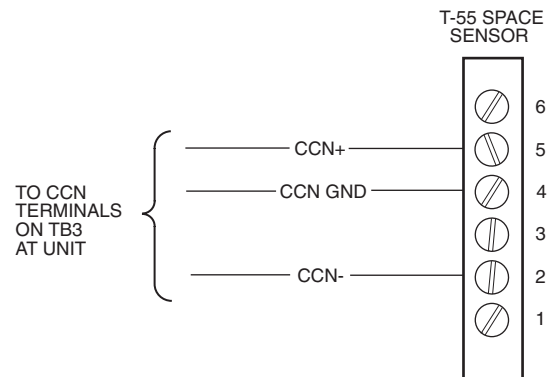 T-55 SPACE
SENSOR
6
CCN+
5
CCN GND
4
TO CCN
TERMINALS
ON TB3
AT UNIT
3
CCN-
2
1